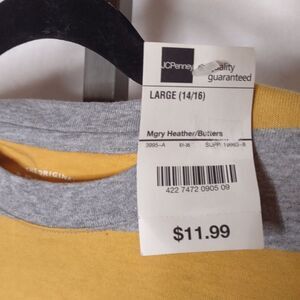 JCPenney
quality
guaranteed
LARGE (14/16)
Mgry Heather/Butters
422 7472 0905 09
$11.99